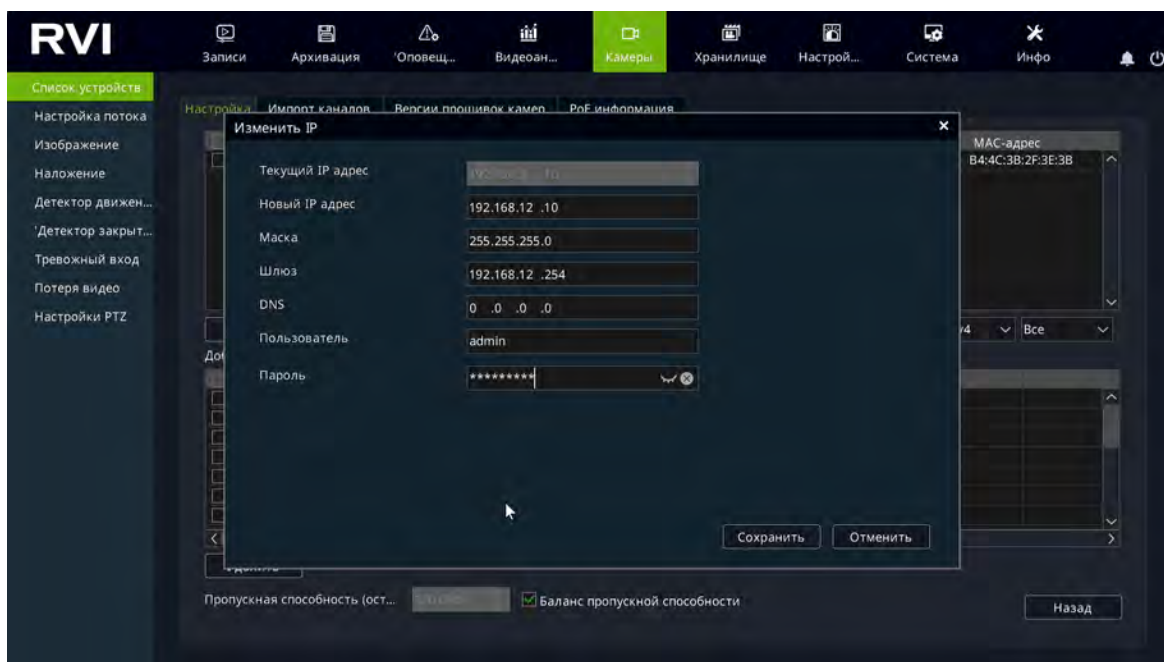 RVI
Записи
Архивация
'Оповещ...
Видеоан...
Камеры
Хранилище
Настрой...
Система
Инфо
Список устройств
Настройка потока
Изображение
Наложение
Детектор движен...
'Детектор закрыт...
Тревожный вход
Потеря видео
Настройки PTZ
Настройка Импорт каналов Версии прошивок камер PoE информация
Изменить IP
MAC-адрес
B4:4C:3B:2F:3E:3B
Текущий IP адрес
Новый IP адрес 192.168.12 .10
Маска 255.255.255.0
Шлюз 192.168.12 .254
DNS 0 .0 .0 .0
Пользователь admin
Пароль *********
Все
Сохранить Отменить
Пропускная способность (ост...
Баланс пропускной способности
Назад